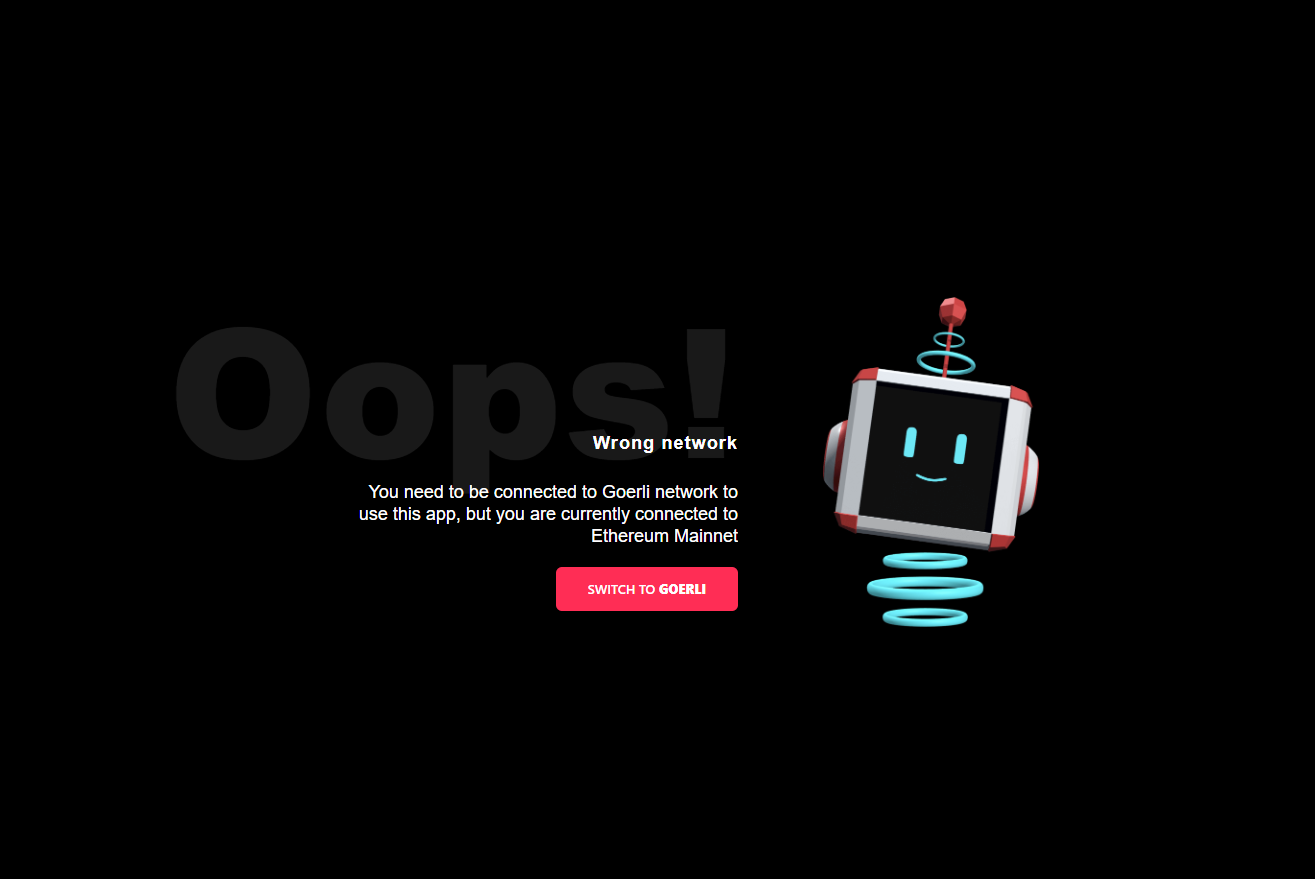 Oops!
Wrong network
You need to be connected to Goerli network to
use this app, but you are currently connected to
Ethereum Mainnet
SWITCH TO GOERLI